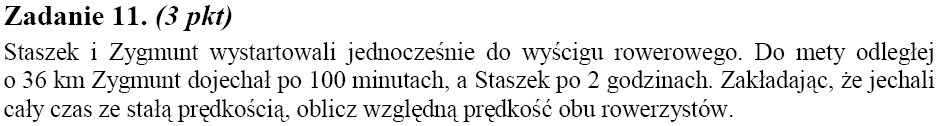 Zadanie 11. (3 pkt)
Staszek i Zygmunt wystartowali jednocześnie do wyścigu rowerowego. Do mety odległej
o 36 km Zygmunt dojechał po 100 minutach, a Staszek po 2 godzinach. Zakładając, że jechali
cały czas ze stałą prędkością, oblicz względną prędkość obu rowerzystów.